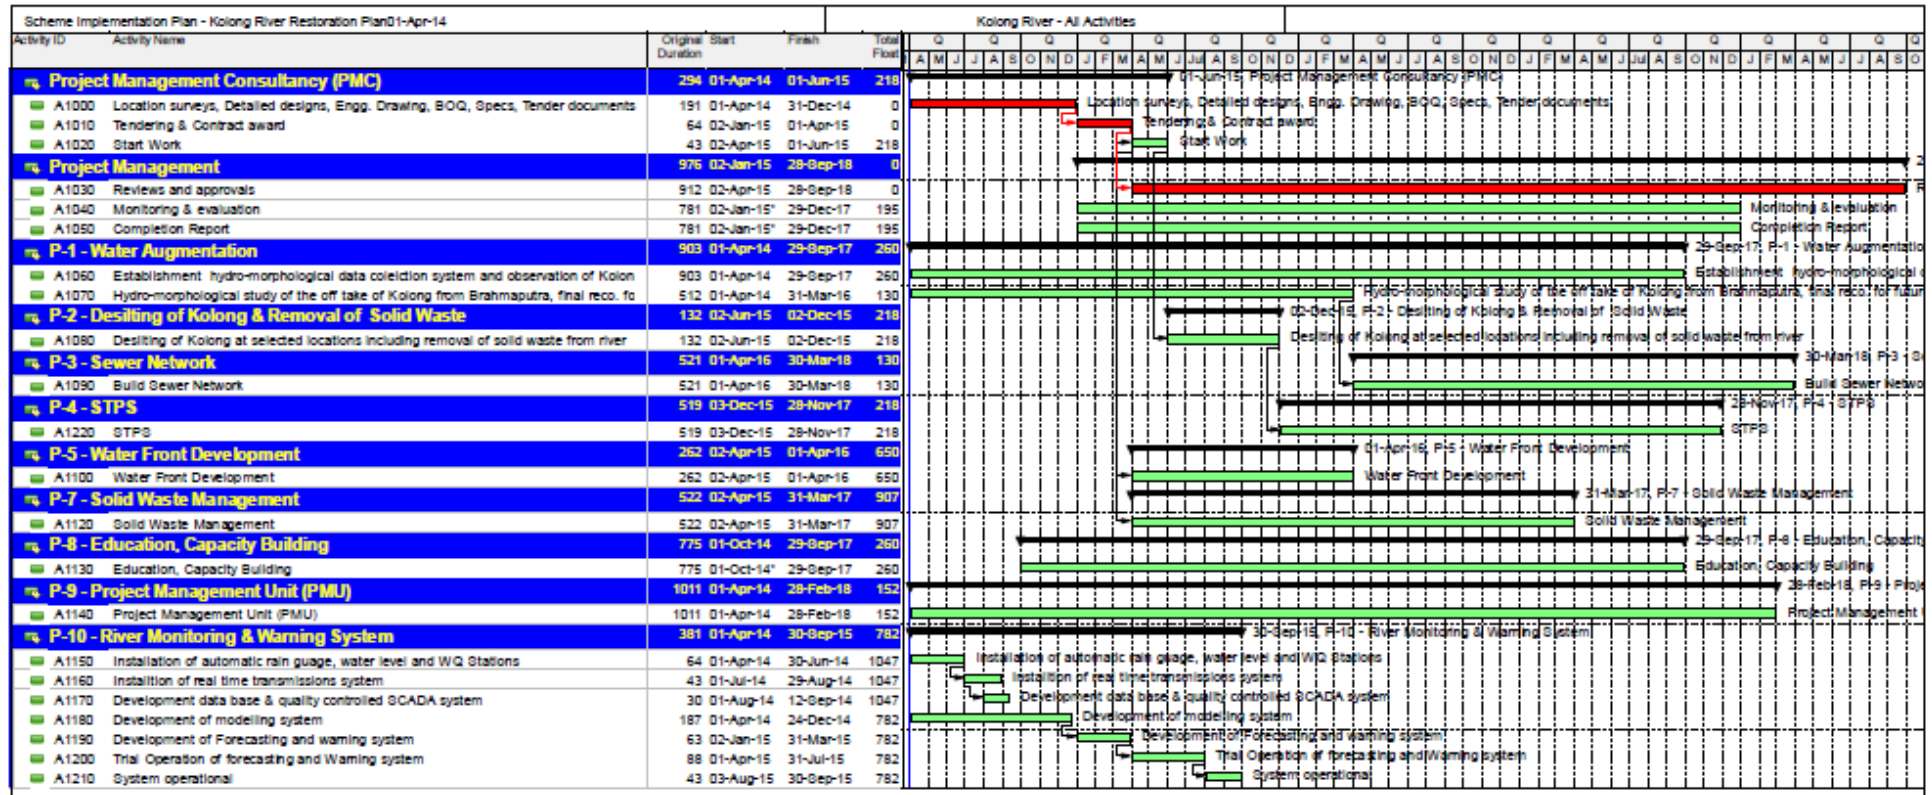 Scheme Implementation Plan - Kolong River Restoration Plan01-Apr-14 Kolong River - All Activities
Activity ID Activity Name Original Duration Start Finish Total Float Q Q Q Q Q Q Q Q Q Q Q Q Q Q Q Q Q Q Q
A M J J A S O N D J F M A M J Jul A S O N D J F M A M J J A S O N D J F M A M J J A S O N D J F M A M J J A S O
Project Management Consultancy (PMC) 294 01-Apr-14 01-Jun-15 218 01-Jun-15, Project Management Consultancy (PMC)
A1000 Location surveys, Detailed designs, Engg. Drawing, BOQ, Specs, Tender documents 191 01-Apr-14 31-Dec-14 0 Location surveys, Detailed designs, Engg. Drawing, BOQ, Specs, Tender documents
A1010 Tendering & Contract award 64 02-Jan-15 01-Apr-15 0 Tendering & Contract award
A1020 Start Work 43 02-Apr-15 01-Jun-15 218 Start Work
Project Management 976 02-Jan-15 28-Sep-18 0 2
A1030 Reviews and approvals 912 02-Apr-15 28-Sep-18 0 R
A1040 Monitoring & evaluation 781 02-Jan-15* 29-Dec-17 195 Monitoring & evaluation
A1050 Completion Report 781 02-Jan-15* 29-Dec-17 195 Completion Report
P-1 - Water Augmentation 903 01-Apr-14 29-Sep-17 260 29-Sep-17, P-1 - Water Augmentatio
A1060 Establishment hydro-morphological data coleiction system and observation of Kolon 903 01-Apr-14 29-Sep-17 260 Establishment hydro-morphological d
A1070 Hydro-morphological study of the off take of Kolong from Brahmaputra, final reco. fo 512 01-Apr-14 31-Mar-16 130 Hydro-morphological study of the off take of Kolong from Brahmaputra, final reco. for futur
P-2 - Desilting of Kolong & Removal of Solid Waste 132 02-Jun-15 02-Dec-15 218 02-Dec-15, P-2 - Desilting of Kolong & Removal of Solid Waste
A1080 Desilting of Kolong at selected locations including removal of solid waste from river 132 02-Jun-15 02-Dec-15 218 Desilting of Kolong at selected locations including removal of solid waste from river
P-3 - Sewer Network 521 01-Apr-16 30-Mar-18 130 30-Mar-18, P-3 - S
A1090 Build Sewer Network 521 01-Apr-16 30-Mar-18 130 Build Sewer Netwo
P-4 - STPS 519 03-Dec-15 28-Nov-17 218 28-Nov-17, P-4 - STPS
A1220 STPS 519 03-Dec-15 28-Nov-17 218 STPS
P-5 - Water Front Development 262 02-Apr-15 01-Apr-16 650 01-Apr-16, P-5 - Water Front Development
A1100 Water Front Development 262 02-Apr-15 01-Apr-16 650 Water Front Development
P-7 - Solid Waste Management 522 02-Apr-15 31-Mar-17 907 31-Mar-17, P-7 - Solid Waste Management
A1120 Solid Waste Management 522 02-Apr-15 31-Mar-17 907 Solid Waste Management
P-8 - Education, Capacity Building 775 01-Oct-14 29-Sep-17 260 29-Sep-17, P-8 - Education, Capacity
A1130 Education, Capacity Building 775 01-Oct-14* 29-Sep-17 260 Education, Capacity Building
P-9 - Project Management Unit (PMU) 1011 01-Apr-14 28-Feb-18 152 28-Feb-18, P-9 - Proje
A1140 Project Management Unit (PMU) 1011 01-Apr-14 28-Feb-18 152 Project Management
P-10 - River Monitoring & Warning System 381 01-Apr-14 30-Sep-15 782 30-Sep-15, P-10 - River Monitoring & Warning System
A1150 Installation of automatic rain guage, water level and WQ Stations 64 01-Apr-14 30-Jun-14 1047 Installation of automatic rain guage, water level and WQ Stations
A1160 Installtion of real time transmissions system 43 01-Jul-14 29-Aug-14 1047 Installtion of real time transmissions system
A1170 Development data base & quality controlled SCADA system 30 01-Aug-14 12-Sep-14 1047 Development data base & quality controlled SCADA system
A1180 Development of modelling system 187 01-Apr-14 24-Dec-14 782 Development of modelling system
A1190 Development of Forecasting and warning system 63 02-Jan-15 31-Mar-15 782 Development of Forecasting and warning system
A1200 Trial Operation of forecasting and Warning system 88 01-Apr-15 31-Jul-15 782 Trial Operation of forecasting and Warning system
A1210 System operational 43 03-Aug-15 30-Sep-15 782 System operational